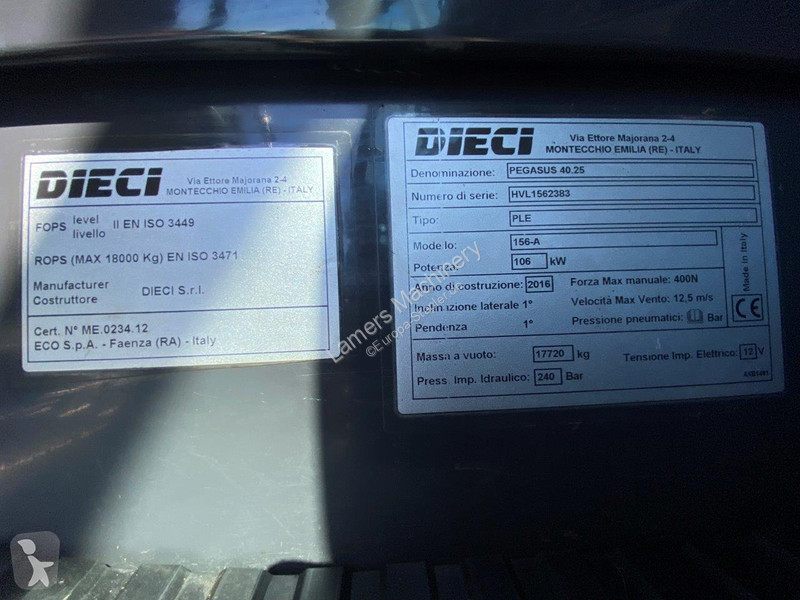 DIECI
Via Ettore Majorana 2-4
MONTECCHIO EMILIA (RE) - ITALY
FOPS level livello II EN ISO 3449
ROPS (MAX 18000 Kg) EN ISO 3471
Manufacturer
Costruttore DIECI S.r.l.
Cert. N° ME.0234.12
ECO S.p.A. - Faenza (RA) - Italy
DIECI
Via Ettore Majorana 2-4
MONTECCHIO EMILIA (RE) - ITALY
Denominazione: PEGASUS 40.25
Numero di serie: HVL1562383
Tipo: PLE
Modello: 156-A
Potenza: 106 kW
Anno di costruzione: 2016 Forza Max manuale: 400N
Inclinazione laterale 1° Velocità Max Vento: 12,5 m/s
Pendenza 1° Pressione pneumatici: Bar
Massa a vuoto: 17720 kg Tensione Imp. Elettrico: 12 V
Press. Imp. Idraulico: 240 Bar
Made in Italy
CE
Lamers Machinery